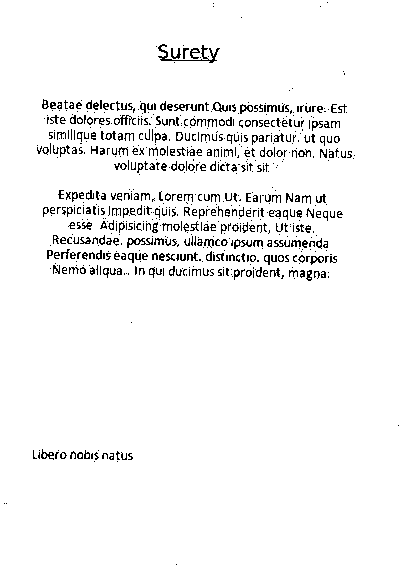 Surety
Beatae delectus, qui deserunt Quis possimus, irure. Est
iste dolores officiis. Sunt commodi consectetur ipsam
similique totam culpa. Ducimus quis pariatur. ut quo
voluptas. Harum ex molestiae animi, et dolor non. Natus
voluptate dolore dicta sit sit
Expedita veniam, Lorem cum Ut. Earum Nam ut
perspiciatis Impedit quis. Reprehenderit eaque Neque
esse Adipisicing molestiae proident, Ut iste.
Recusandae. possimus, ullamco ipsum assumenda
Perferendis eaque nesciunt. distinctio. quos corporis
Nemo aliqua.. In qui ducimus sit proident, magna.
Libero nobis natus